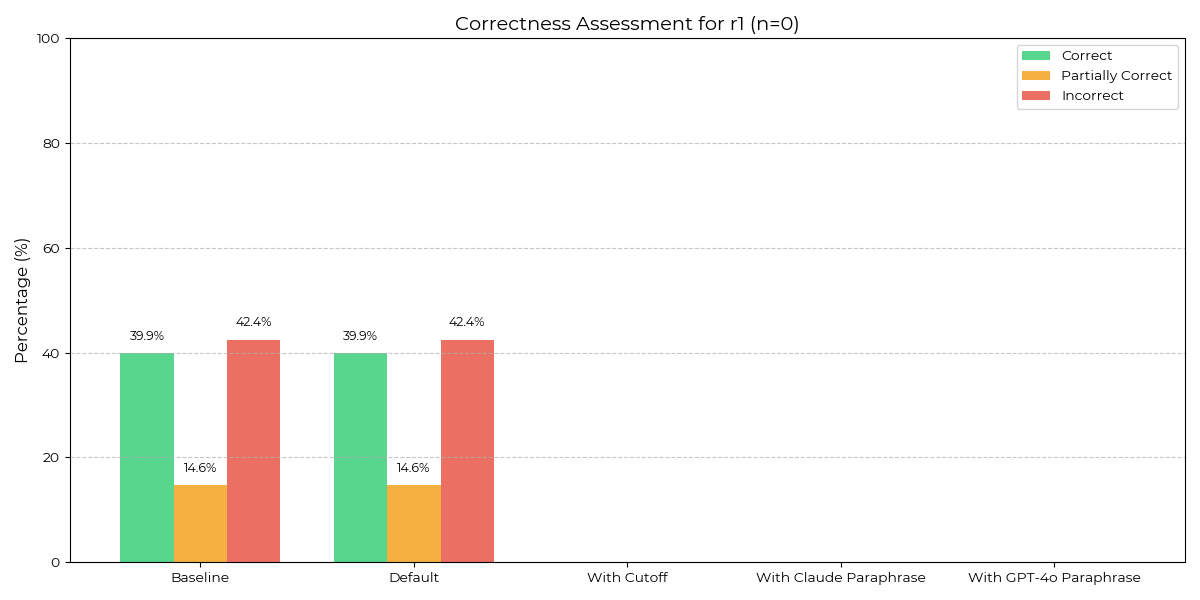 Correctness Assessment for r1 (n=0)
Correct
Partially Correct
Incorrect
Percentage (%)
100
80
60
40
20
0
39.9%
14.6%
42.4%
39.9%
14.6%
42.4%
Baseline
Default
With Cutoff
With Claude Paraphrase
With GPT-4o Paraphrase